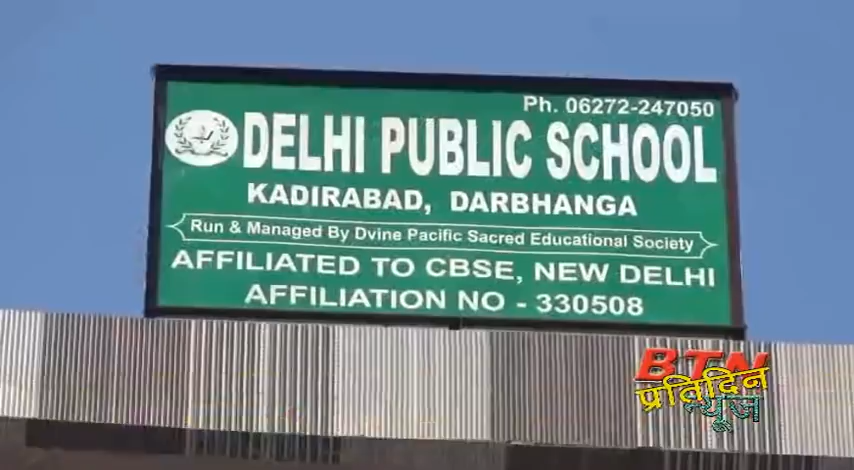 Ph. 06272-247050
DELHI PUBLIC SCHOOL
KADIRABAD, DARBHANGA
Run & Managed By Dvine Pacific Sacred Educational Society
AFFILIATED TO CBSE, NEW DELHI
AFFILIATION NO - 330508
BTN
प्रतिदिन
न्यूज